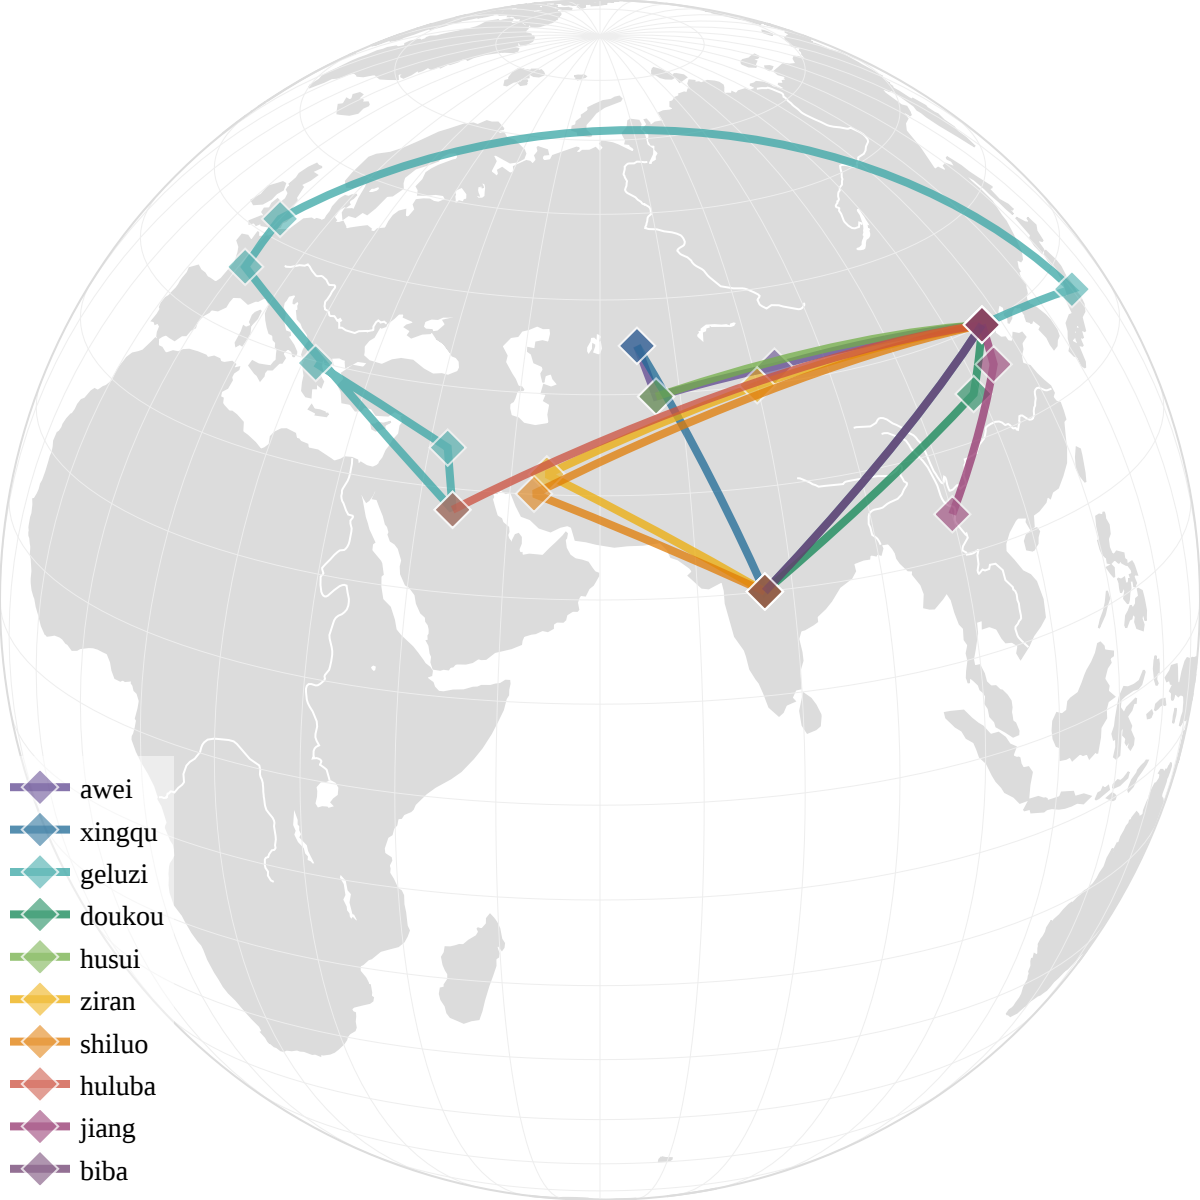 awei
xingqu
geluzi
doukou
husui
ziran
shiluo
huluba
jiang
biba